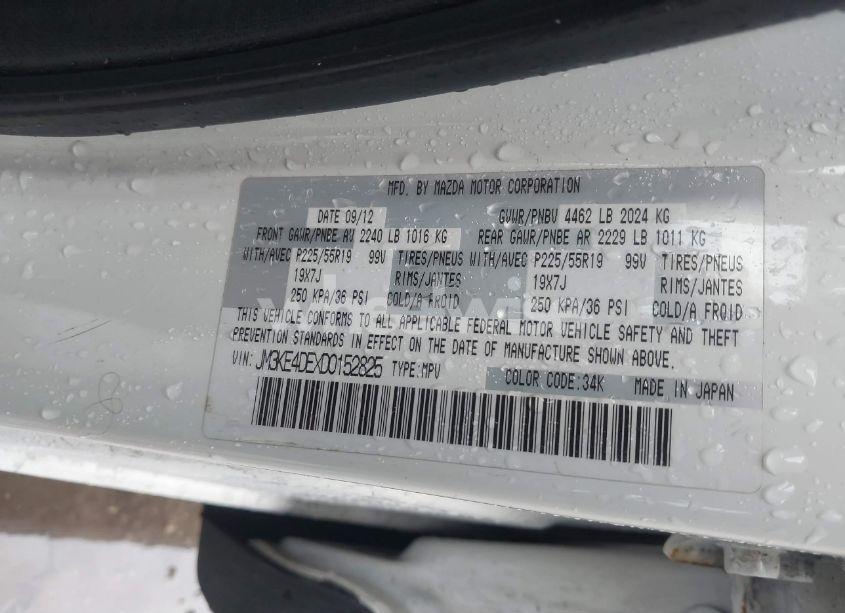 MFD. BY MAZDA MOTOR CORPORATION
DATE 09/12 GVWR/PNBV 4462 LB 2024 KG
FRONT GAWR/PNBE AV 2240 LB 1016 KG REAR GAWR/PNBE AR 2229 LB 1011 KG
WITH/AVEC P225/55R19 99V TIRES/PNEUS WITH/AVEC P225/55R19 99V TIRES/PNEUS
19X7J RIMS/JANTES 19X7J RIMS/JANTES
250 KPA/36 PSI COLD/A FROID 250 KPA/36 PSI COLD/A FROID
THIS VEHICLE CONFORMS TO ALL APPLICABLE FEDERAL MOTOR VEHICLE SAFETY AND THEFT
PREVENTION STANDARDS IN EFFECT ON THE DATE OF MANUFACTURE SHOWN ABOVE.
VIN: JM3KE4DEXD0152825 TYPE:MPV
COLOR CODE:34K MADE IN JAPAN